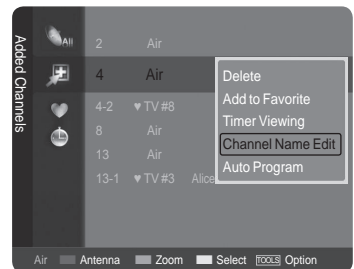 Added Channels
All
2 Air
4 Air
4-2 ♥ TV #8
8 Air
13 Air
13-1 ♥ TV #3 Alice
Delete
Add to Favorite
Timer Viewing
Channel Name Edit
Auto Program
Air Antenna Zoom Select TOOLS Option